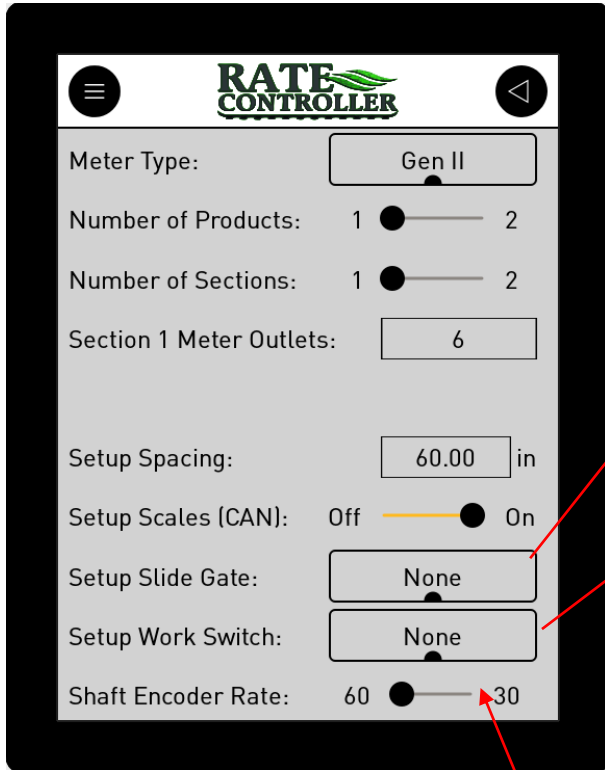 RATE
CONTROLLER
Meter Type: Gen II
Number of Products: 1 2
Number of Sections: 1 2
Section 1 Meter Outlets: 6
Setup Spacing: 60.00 in
Setup Scales (CAN): Off On
Setup Slide Gate: None
Setup Work Switch: None
Shaft Encoder Rate: 60 30